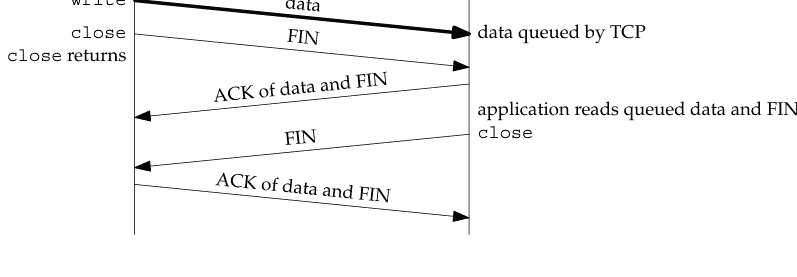 write
data
close
FIN
data queued by TCP
close returns
ACK of data and FIN
application reads queued data and FIN
close
FIN
ACK of data and FIN